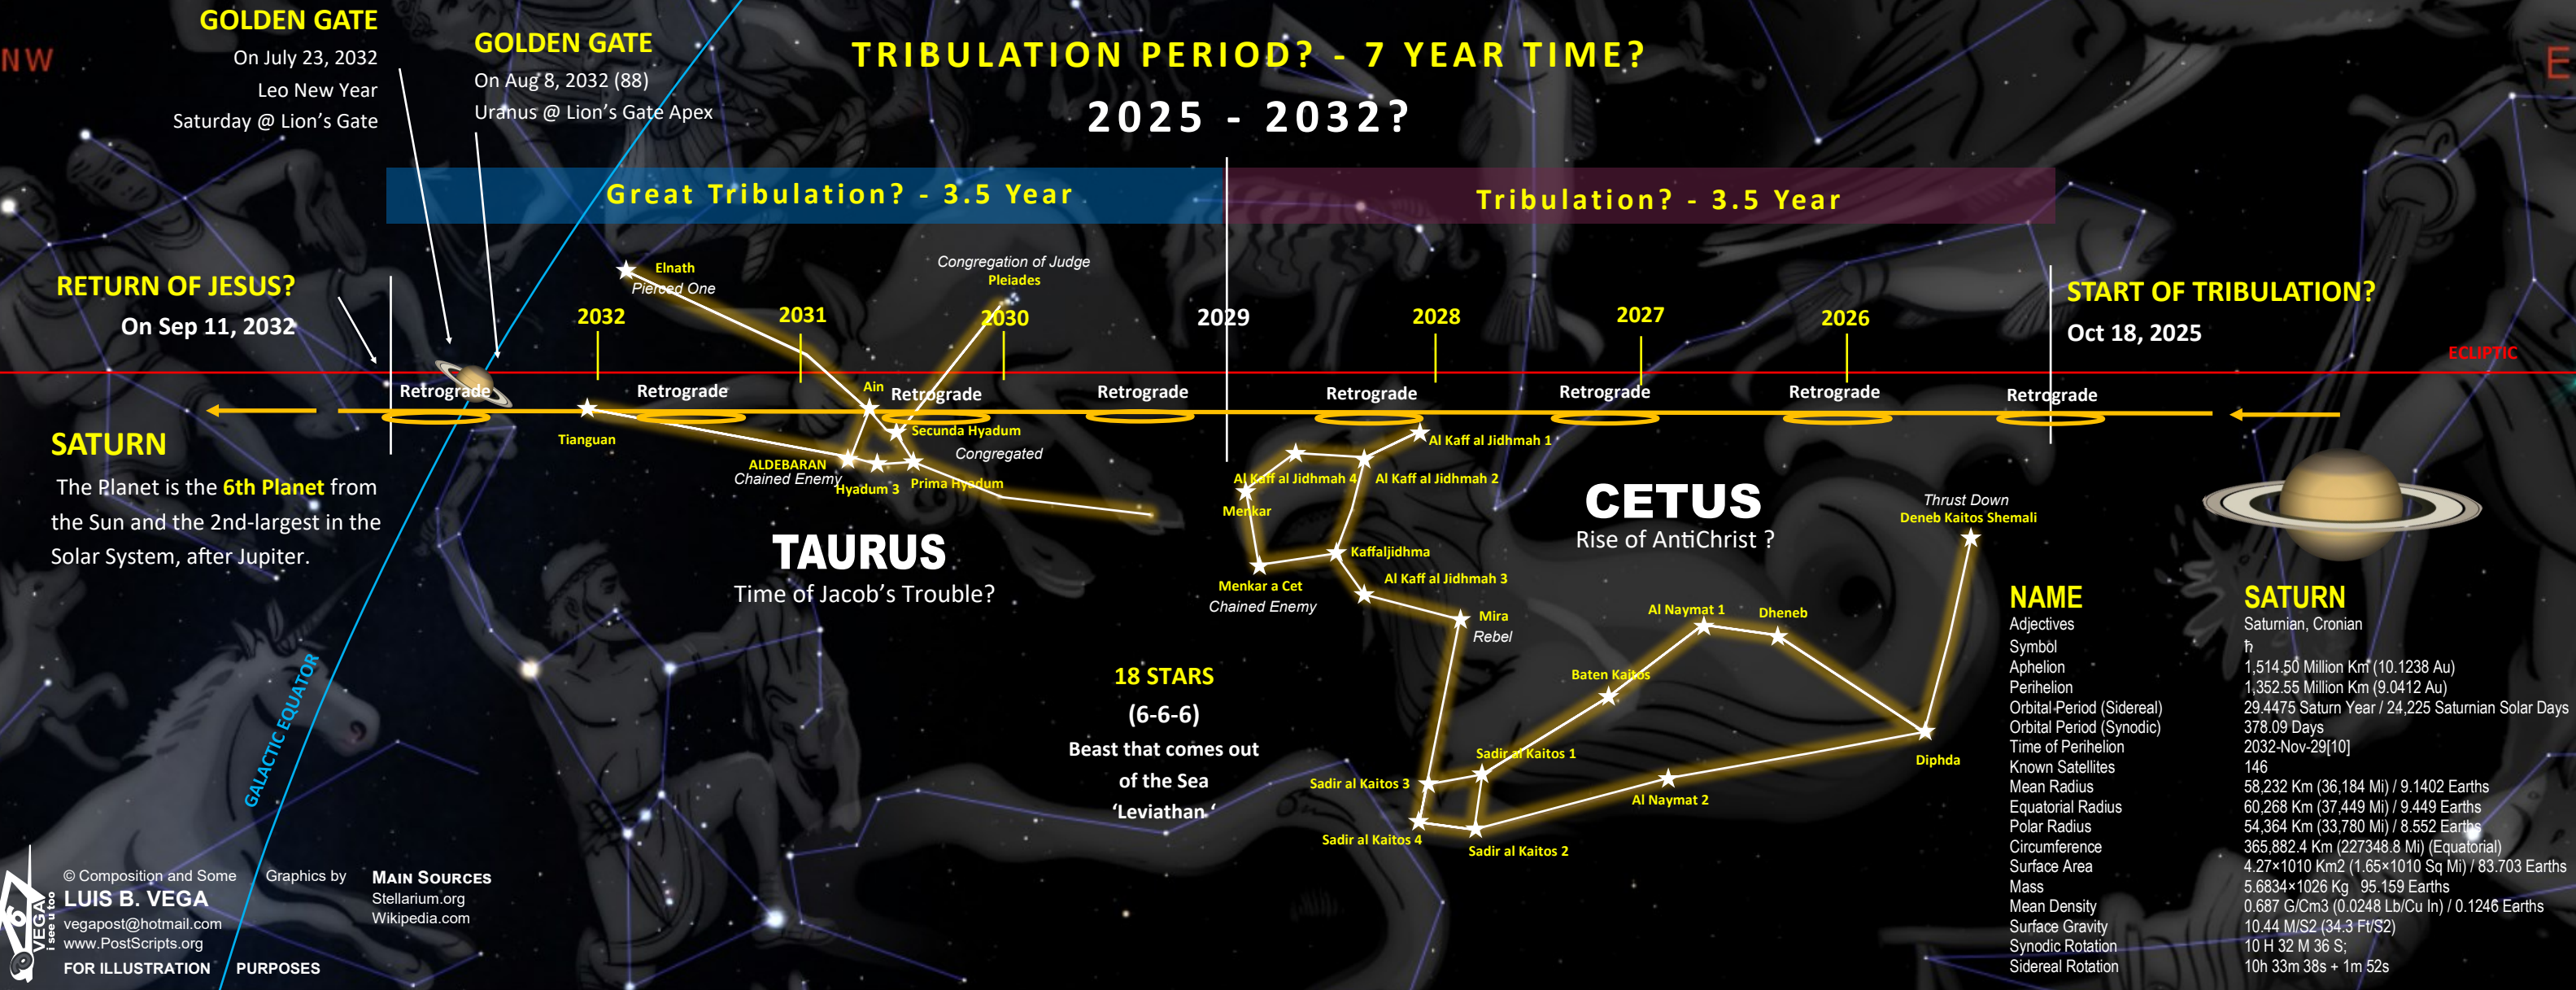 NW
GOLDEN GATE
On July 23, 2032
Leo New Year
Saturday @ Lion's Gate
GOLDEN GATE
On Aug 8, 2032 (88)
Uranus @ Lion's Gate Apex
TRIBULATION PERIOD? - 7 YEAR TIME?
2025 - 2032?
E
Great Tribulation? - 3.5 Year
Tribulation? - 3.5 Year
RETURN OF JESUS?
On Sep 11, 2032
START OF TRIBULATION?
Oct 18, 2025
ECLIPTIC
Elnath
Pierced One
Congregation of Judge
Pleiades
2032
2031
2030
2029
2028
2027
2026
Retrograde
Retrograde
Retrograde
Retrograde
Retrograde
Retrograde
Retrograde
Retrograde
Ain
Tianguan
Secunda Hyadum
Congregated
ALDEBARAN
Chained Enemy
Hyadum 3
Prima Hyadum
TAURUS
Time of Jacob's Trouble?
SATURN
The Planet is the 6th Planet from
the Sun and the 2nd-largest in the
Solar System, after Jupiter.
Al Kaff al Jidhmah 1
Al Kaff al Jidhmah 4
Al Kaff al Jidhmah 2
Menkar
Kaffaljidhma
Menkar a Cet
Chained Enemy
Al Kaff al Jidhmah 3
Mira
Rebel
CETUS
Rise of AntiChrist ?
Thrust Down
Deneb Kaitos Shemali
Al Naymat 1
Dheneb
Baten Kaitos
Sadir al Kaitos 1
Sadir al Kaitos 3
Al Naymat 2
Diphda
Sadir al Kaitos 4
Sadir al Kaitos 2
18 STARS
(6-6-6)
Beast that comes out
of the Sea
'Leviathan.'
GALACTIC EQUATOR
NAME SATURN
Adjectives Saturnian, Cronian
Symbol ♄
Aphelion 1,514.50 Million Km (10.1238 Au)
Perihelion 1,352.55 Million Km (9.0412 Au)
Orbital Period (Sidereal) 29.4475 Saturn Year / 24,225 Saturnian Solar Days
Orbital Period (Synodic) 378.09 Days
Time of Perihelion 2032-Nov-29[10]
Known Satellites 146
Mean Radius 58,232 Km (36,184 Mi) / 9.1402 Earths
Equatorial Radius 60,268 Km (37,449 Mi) / 9.449 Earths
Polar Radius 54,364 Km (33,780 Mi) / 8.552 Earths
Circumference 365,882.4 Km (227348.8 Mi) (Equatorial)
Surface Area 4.27×1010 Km2 (1.65×1010 Sq Mi) / 83.703 Earths
Mass 5.6834×1026 Kg 95.159 Earths
Mean Density 0.687 G/Cm3 (0.0248 Lb/Cu In) / 0.1246 Earths
Surface Gravity 10.44 M/S2 (34.3 Ft/S2)
Synodic Rotation 10 H 32 M 36 S;
Sidereal Rotation 10h 33m 38s + 1m 52s
VEGA
i see u too
© Composition and Some Graphics by
LUIS B. VEGA
vegapost@hotmail.com
www.PostScripts.org
FOR ILLUSTRATION PURPOSES
MAIN SOURCES
Stellarium.org
Wikipedia.com